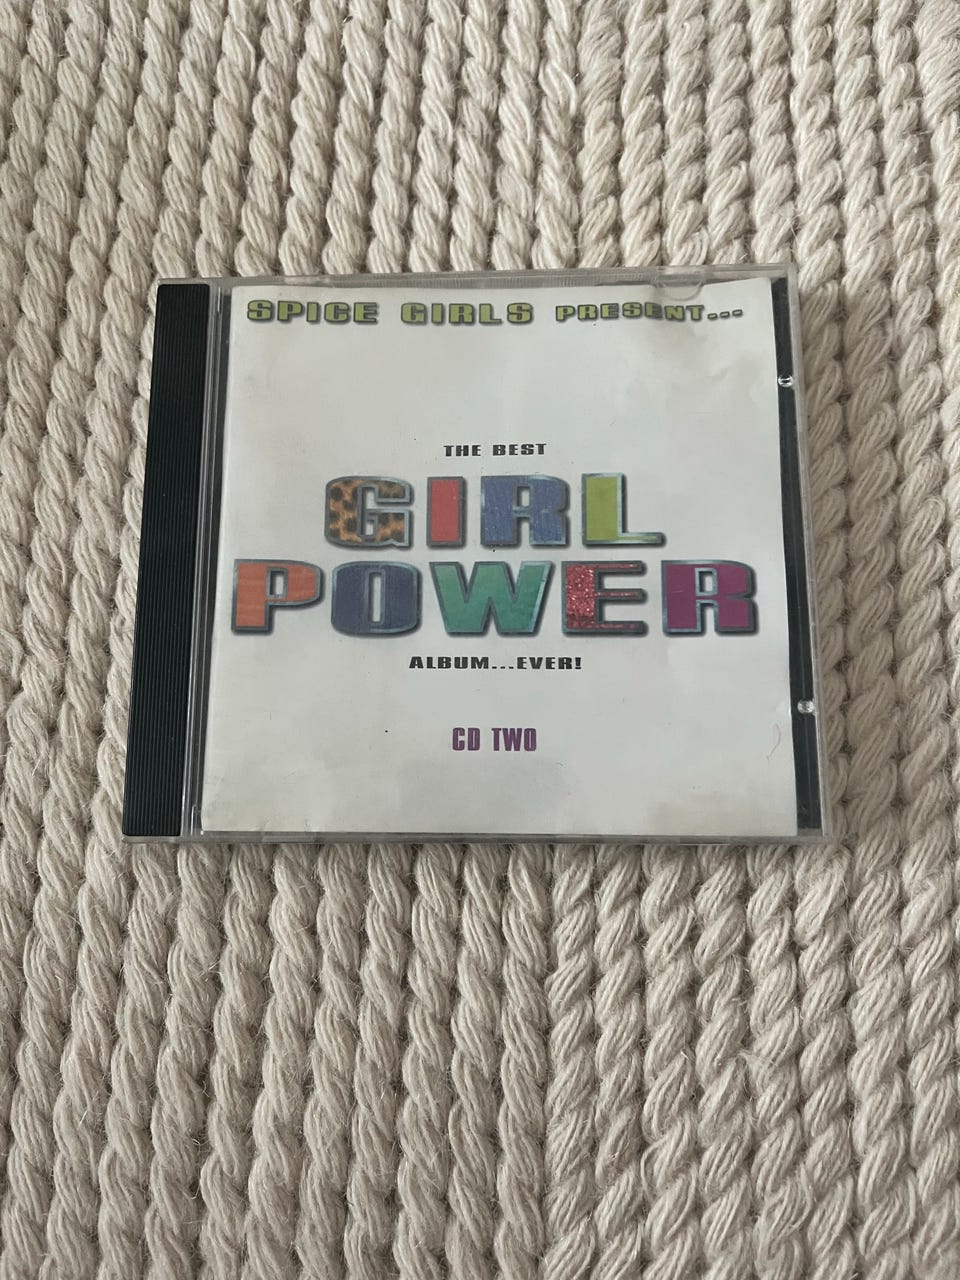 SPICE GIRLS PRESENT...
THE BEST
GIRL
POWER
ALBUM...EVER!
CD TWO